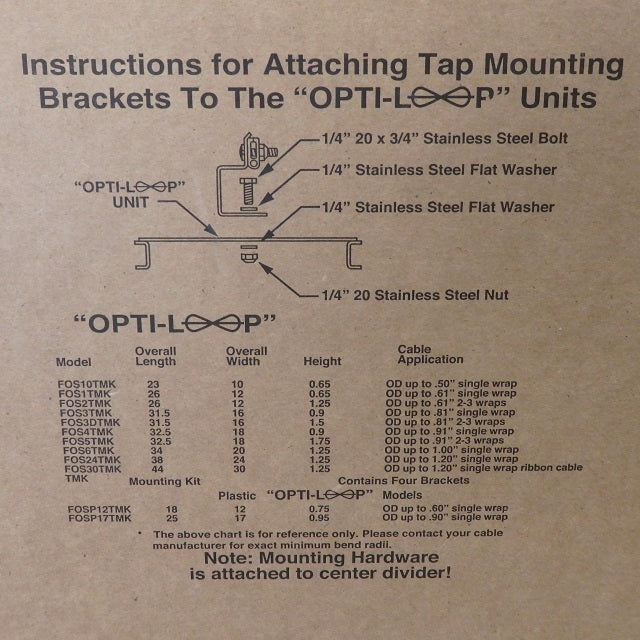 Instructions for Attaching Tap Mounting
Brackets To The “OPTI-LOOP” Units
1/4” 20 x 3/4” Stainless Steel Bolt
1/4” Stainless Steel Flat Washer
“OPTI-LOOP”
UNIT
1/4” Stainless Steel Flat Washer
1/4” 20 Stainless Steel Nut
“OPTI-LOOP”
Model Overall Length Overall Width Height Cable Application
FOS10TMK 23 10 0.65 OD up to .50” single wrap
FOS1TMK 26 12 0.65 OD up to .61” single wrap
FOS2TMK 26 12 1.25 OD up to .61” 2-3 wraps
FOS3TMK 31.5 16 0.9 OD up to .81” single wrap
FOS3DTMK 31.5 16 1.5 OD up to .81” 2-3 wraps
FOS4TMK 32.5 18 0.9 OD up to .91” single wrap
FOS5TMK 32.5 18 1.75 OD up to .91” 2-3 wraps
FOS6TMK 34 20 1.25 OD up to 1.00” single wrap
FOS24TMK 38 24 1.25 OD up to 1.20” single wrap
FOS30TMK 44 30 1.25 OD up to 1.20” single wrap ribbon cable
TMK Mounting Kit Contains Four Brackets
Plastic “OPTI-LOOP” Models
FOSP12TMK 18 12 0.75 OD up to .60” single wrap
FOSP17TMK 25 17 0.95 OD up to .90” single wrap
* The above chart is for reference only. Please contact your cable
manufacturer for exact minimum bend radii.
Note: Mounting Hardware
is attached to center divider!